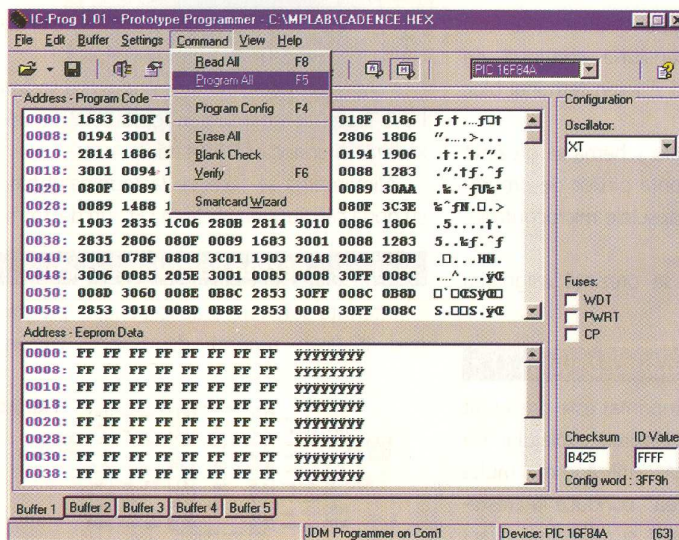 IC-Prog 1.01 - Prototype Programmer - C:\MPLAB\CADENCE.HEX
File Edit Buffer Settings Command View Help
Read All F8
Program All F5
Program Config F4
Erase All
Blank Check
Verify F6
Smartcard Wizard
PIC 16F84A
Address - Program Code
0000: 1683 300F 018F 0186
0008: 0194 3001 2806 1806
0010: 2814 1886 0194 1906
0018: 3001 0094 0088 1283
0020: 080F 0089 0089 30AA
0028: 0089 1488 080F 3C3E
0030: 1903 2835 1C06 280B 2814 3010 0086 1806
0038: 2835 2806 080F 0089 1683 3001 0088 1283
0040: 3001 078F 0808 3C01 1903 2048 204E 280B
0048: 3006 0085 205E 3001 0085 0008 30FF 008C
0050: 008D 3060 008E 0B8C 2853 30FF 008C 0B8D
0058: 2853 3010 008D 0B8E 2853 0008 30FF 008C
Address - Eeprom Data
0000: FF FF FF FF FF FF FF FF ÿÿÿÿÿÿÿÿ
0008: FF FF FF FF FF FF FF FF ÿÿÿÿÿÿÿÿ
0010: FF FF FF FF FF FF FF FF ÿÿÿÿÿÿÿÿ
0018: FF FF FF FF FF FF FF FF ÿÿÿÿÿÿÿÿ
0020: FF FF FF FF FF FF FF FF ÿÿÿÿÿÿÿÿ
0028: FF FF FF FF FF FF FF FF ÿÿÿÿÿÿÿÿ
0030: FF FF FF FF FF FF FF FF ÿÿÿÿÿÿÿÿ
0038: FF FF FF FF FF FF FF FF ÿÿÿÿÿÿÿÿ
Configuration
Oscillator:
XT
Fuses:
WDT
PWRT
CP
Checksum ID Value
B425 FFFF
Config word : 3FF9h
Buffer 1 Buffer 2 Buffer 3 Buffer 4 Buffer 5
JDM Programmer on Com1 Device: PIC 16F84A (63)